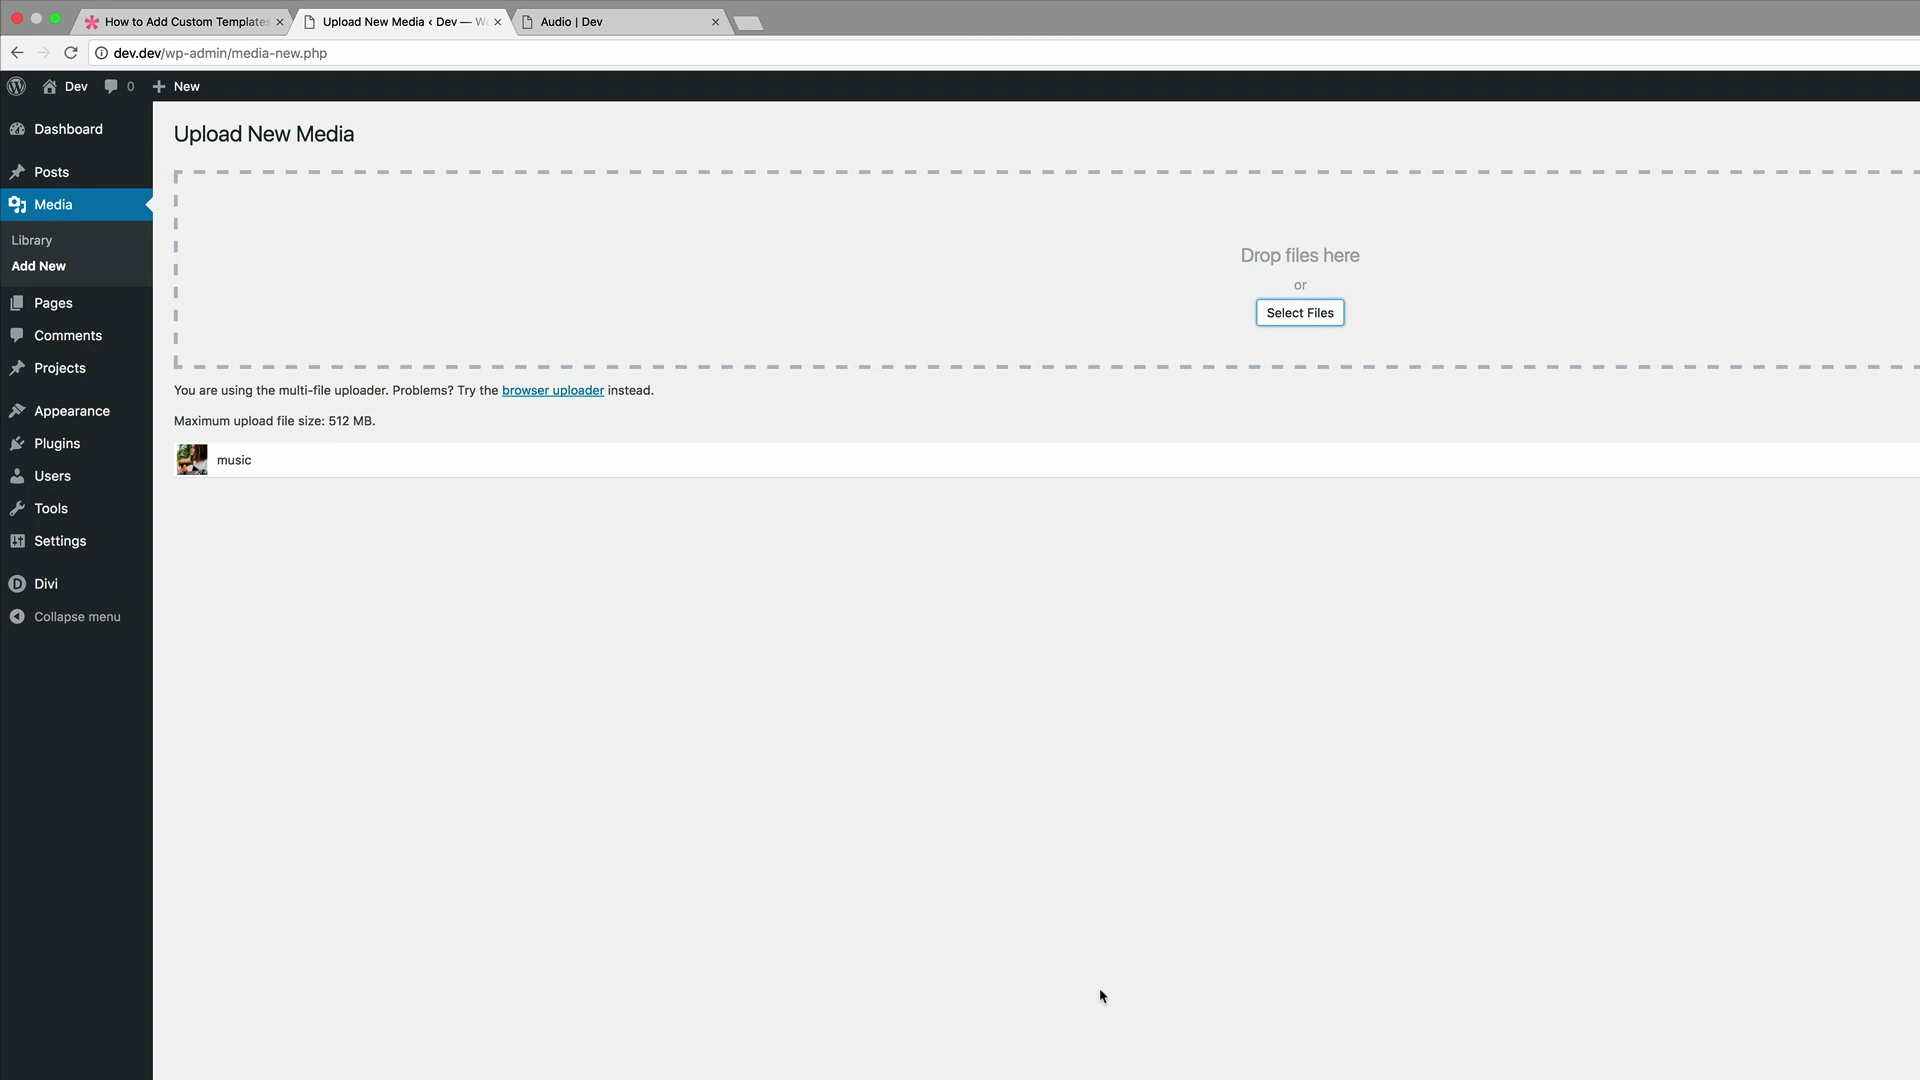 How to Add Custom Templates
Upload New Media ‹ Dev — W
Audio | Dev
dev.dev/wp-admin/media-new.php
Dev
0
New
Dashboard
Posts
Media
Library
Add New
Pages
Comments
Projects
Appearance
Plugins
Users
Tools
Settings
Divi
Collapse menu
Upload New Media
Drop files here
or
Select Files
You are using the multi-file uploader. Problems? Try the browser uploader instead.
Maximum upload file size: 512 MB.
music